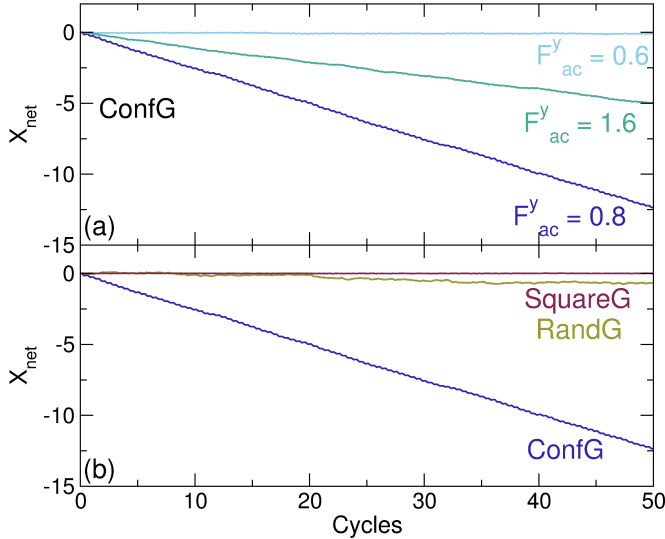 0
F^y_ac = 0.6
-5
ConfG
F^y_ac = 1.6
X_net
-10
F^y_ac = 0.8
(a)
-15
0
SquareG
RandG
-5
X_net
-10
ConfG
(b)
-15
0 10 20 30 40 50
Cycles